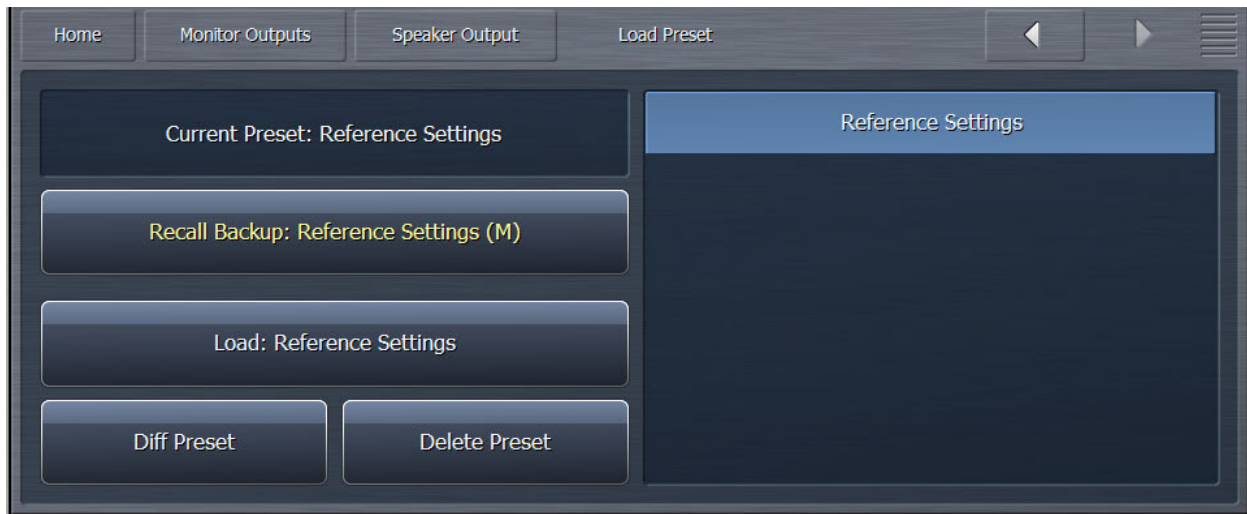 Home
Monitor Outputs
Speaker Output
Load Preset
Current Preset: Reference Settings
Reference Settings
Recall Backup: Reference Settings (M)
Load: Reference Settings
Diff Preset
Delete Preset